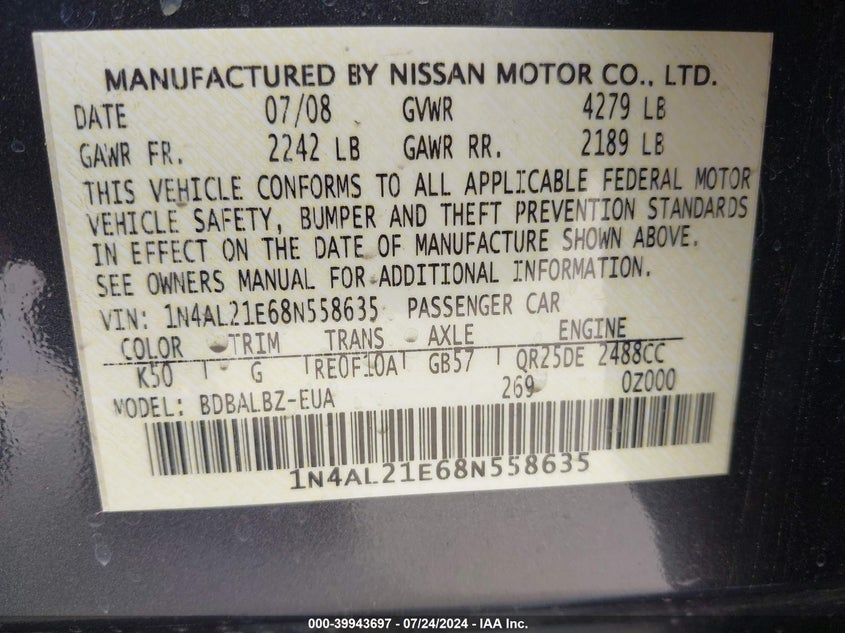 MANUFACTURED BY NISSAN MOTOR CO., LTD.
DATE 07/08 GVWR 4279 LB
GAWR FR. 2242 LB GAWR RR. 2189 LB
THIS VEHICLE CONFORMS TO ALL APPLICABLE FEDERAL MOTOR
VEHICLE SAFETY, BUMPER AND THEFT PREVENTION STANDARDS
IN EFFECT ON THE DATE OF MANUFACTURE SHOWN ABOVE.
SEE OWNERS MANUAL FOR ADDITIONAL INFORMATION.
VIN: 1N4AL21E68N558635 PASSENGER CAR
COLOR TRIM TRANS AXLE ENGINE
K50 G RE0F10A GB57 QR25DE 2488CC
MODEL: BDBALBZ-EUA 269 0Z000
1N4AL21E68N558635
000-39943697 - 07/24/2024 - IAA Inc.